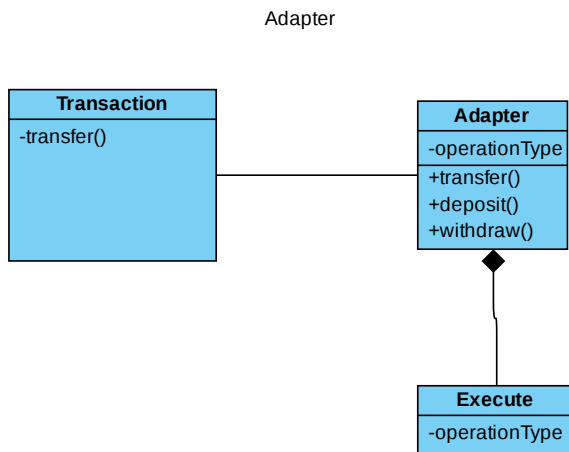 Adapter
Transaction
-transfer()
Adapter
-operationType
+transfer()
+deposit()
+withdraw()
Execute
-operationType